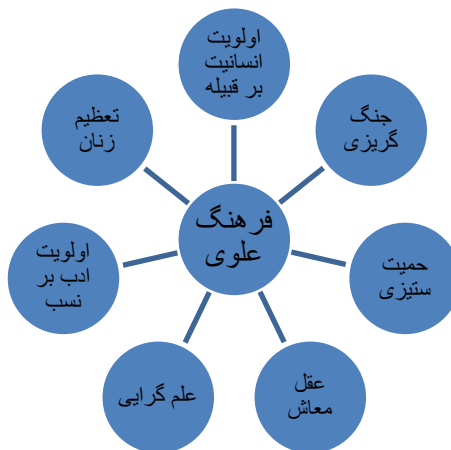 اولویت
انسانیت
بر قبیله
جنگ
گریزی
حمیت
ستیزی
عقل
معاش
علم گرایی
اولویت
ادب بر
نسب
تعظیم
زنان
فرهنگ
علوی